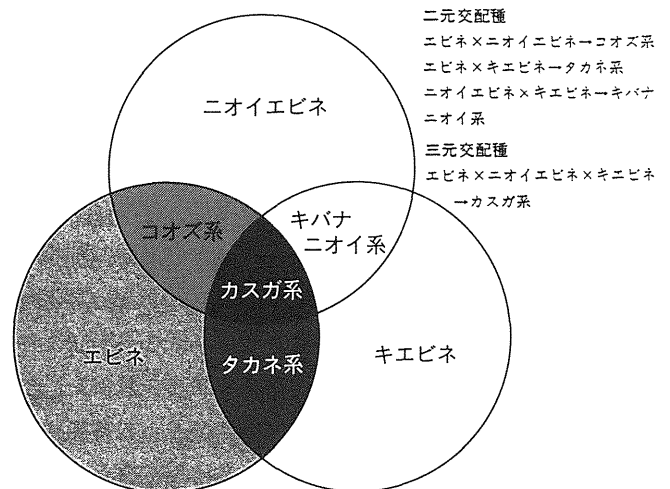 二元交配種
エビネ×ニオイエビネ→コオズ系
エビネ×キエビネ→タカネ系
ニオイエビネ×キエビネ→キバナ
ニオイ系
三元交配種
エビネ×ニオイエビネ×キエビネ
→カスガ系
ニオイエビネ
コオズ系
キバナ
ニオイ系
カスガ系
エビネ
タカネ系
キエビネ